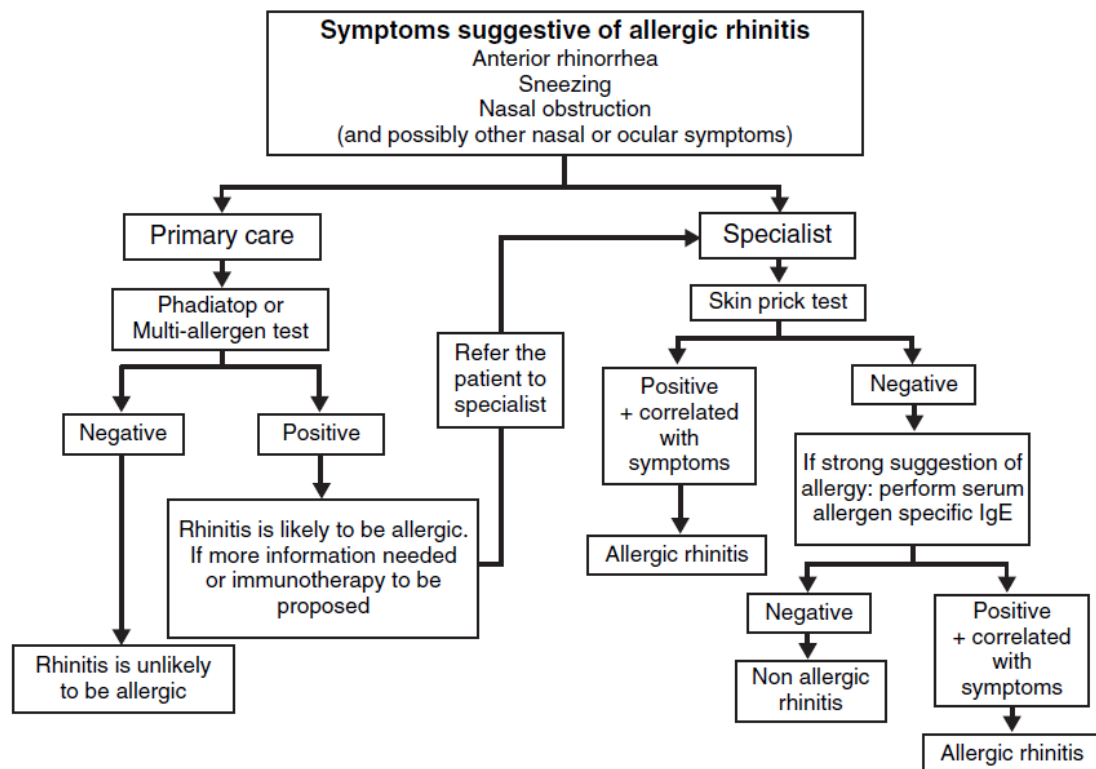 Symptoms suggestive of allergic rhinitis
Anterior rhinorrhea
Sneezing
Nasal obstruction
(and possibly other nasal or ocular symptoms)
Primary care
Phadiatop or
Multi-allergen test
Negative
Positive
Rhinitis is unlikely
to be allergic
Rhinitis is likely to be allergic.
If more information needed
or immunotherapy to be
proposed
Refer the
patient to
specialist
Specialist
Skin prick test
Positive
+ correlated
with
symptoms
Allergic rhinitis
Negative
If strong suggestion of
allergy: perform serum
allergen specific IgE
Negative
Non allergic
rhinitis
Positive
+ correlated
with
symptoms
Allergic rhinitis